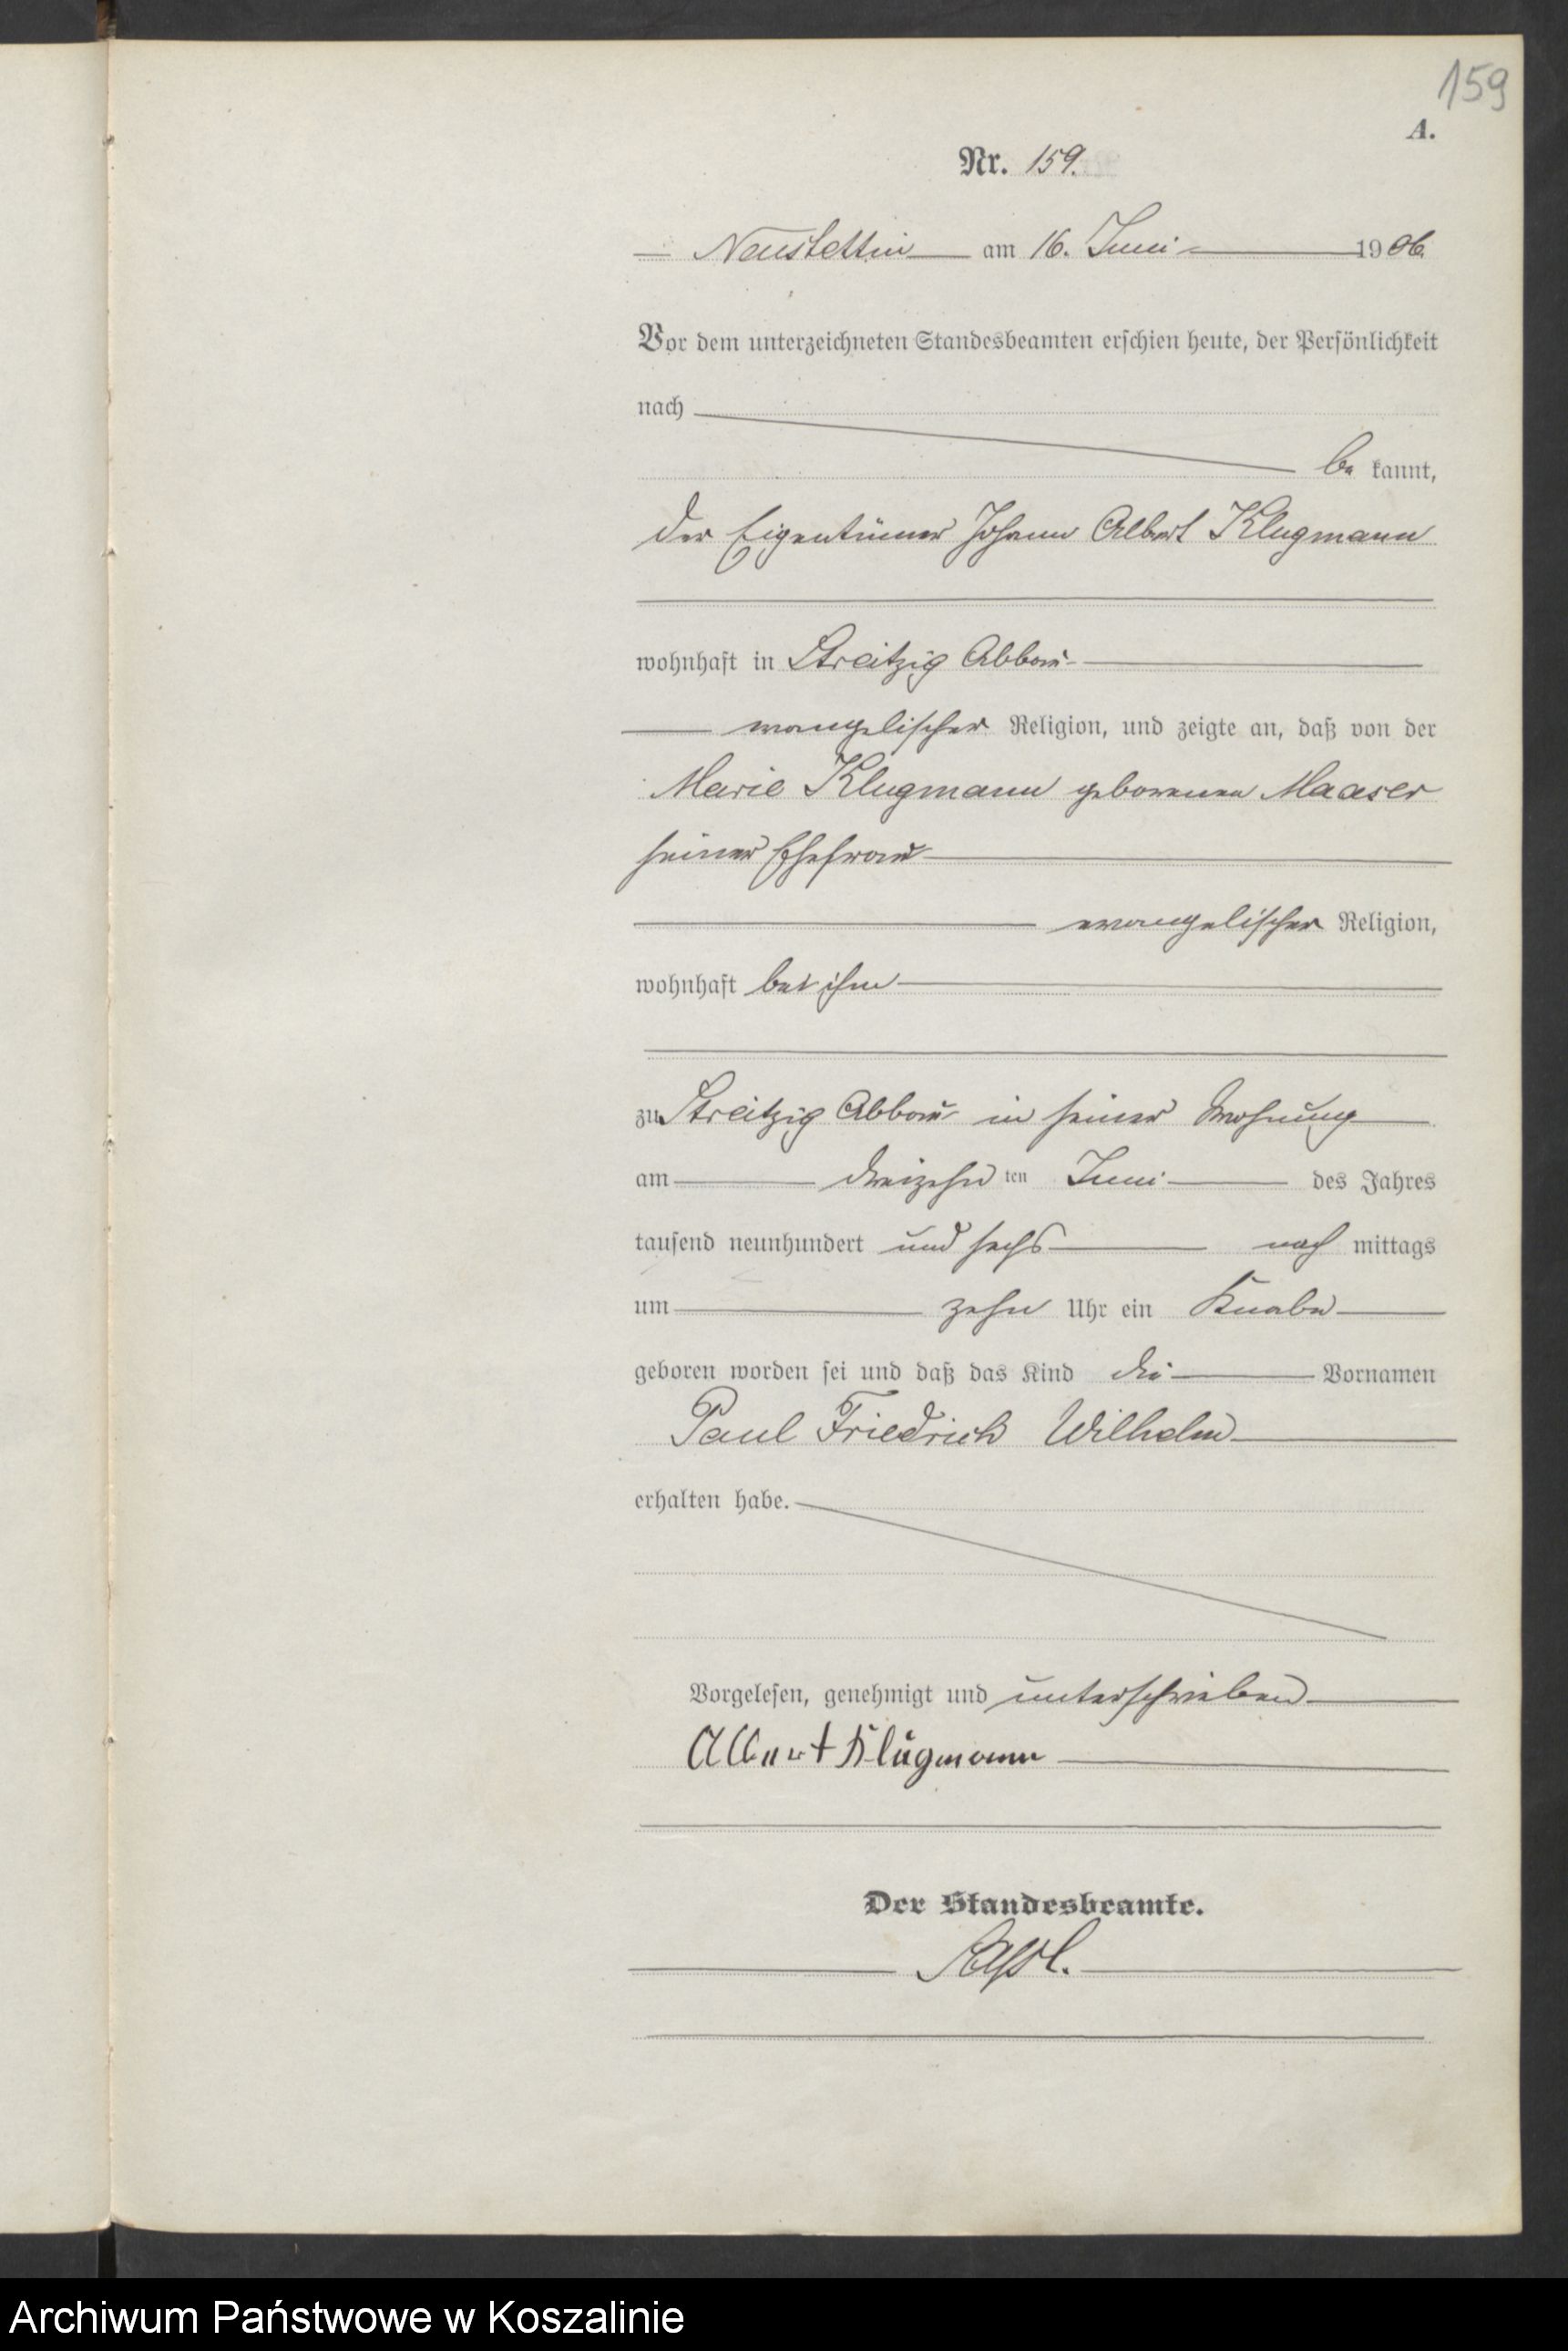 159
A.
Nr. 159.
Neustettin am 16. Juni 1906.
Vor dem unterzeichneten Standesbeamten erschien heute, der Persönlichkeit
nach
be kannt,
der Eigentümer Johann Albert Klugmann
wohnhaft in Streitzig Abbau
evangelischer Religion, und zeigte an, daß von der
Marie Klugmann geborenen Maaser
seiner Ehefrau
evangelischer Religion,
wohnhaft bei ihm
zu Streitzig Abbau in seiner Wohnung
am dreizehn ten Juni des Jahres
tausend neunhundert und sechs nach mittags
um zehn Uhr ein Knabe
geboren worden sei und daß das Kind die Vornamen
Paul Friedrich Wilhelm
erhalten habe.
Vorgelesen, genehmigt und unterschrieben
Albert Klugmann
Der Standesbeamte.
Archiwum Państwowe w Koszalinie